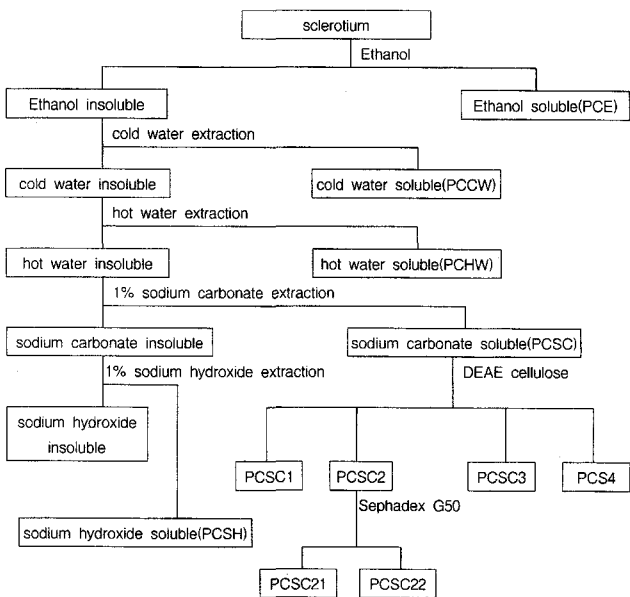 sclerotium
Ethanol
Ethanol insoluble
Ethanol soluble(PCE)
cold water extraction
cold water insoluble
cold water soluble(PCCW)
hot water extraction
hot water insoluble
hot water soluble(PCHW)
1% sodium carbonate extraction
sodium carbonate insoluble
sodium carbonate soluble(PCSC)
1% sodium hydroxide extraction
DEAE cellulose
sodium hydroxide
insoluble
PCSC1
PCSC2
PCSC3
PCS4
Sephadex G50
sodium hydroxide soluble(PCSH)
PCSC21
PCSC22